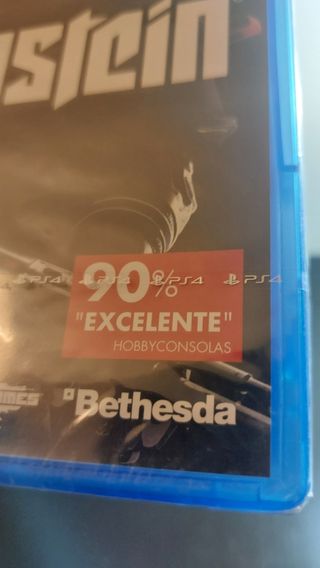 nstein
90%
PS4 PS4 PS4 PS4
"EXCELENTE"
HOBBYCONSOLAS
Bethesda